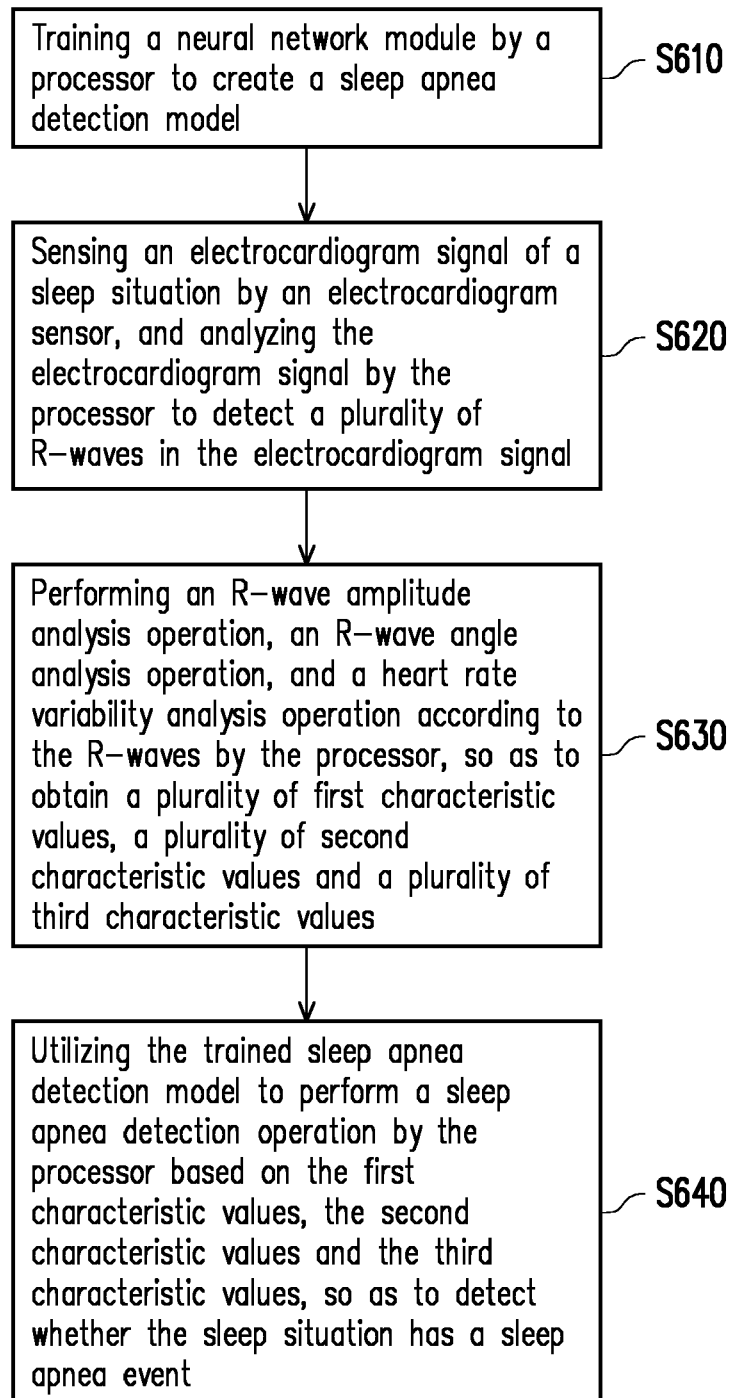 Training a neural network module by a
processor to create a sleep apnea
detection model
S610
Sensing an electrocardiogram signal of a
sleep situation by an electrocardiogram
sensor, and analyzing the
electrocardiogram signal by the
processor to detect a plurality of
R-waves in the electrocardiogram signal
S620
Performing an R-wave amplitude
analysis operation, an R-wave angle
analysis operation, and a heart rate
variability analysis operation according to
the R-waves by the processor, so as to
obtain a plurality of first characteristic
values, a plurality of second
characteristic values and a plurality of
third characteristic values
S630
Utilizing the trained sleep apnea
detection model to perform a sleep
apnea detection operation by the
processor based on the first
characteristic values, the second
characteristic values and the third
characteristic values, so as to detect
whether the sleep situation has a sleep
apnea event
S640